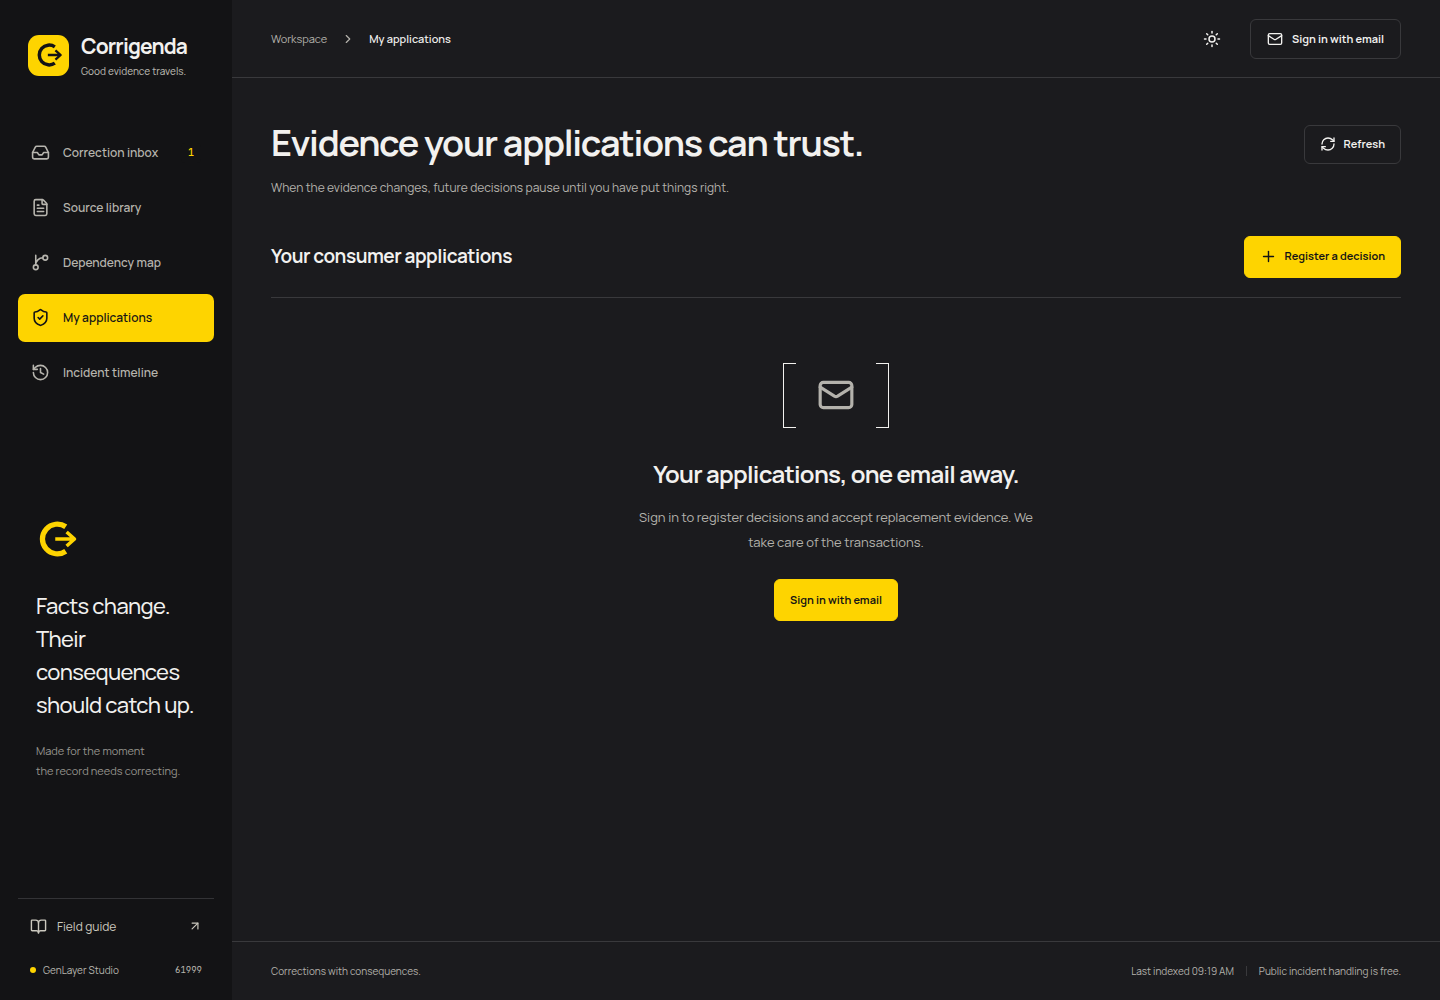 Corrigenda
Good evidence travels.
Correction inbox 1
Source library
Dependency map
My applications
Incident timeline
Facts change.
Their
consequences
should catch up.
Made for the moment
the record needs correcting.
Field guide
GenLayer Studio 61999
Workspace > My applications
Sign in with email
Evidence your applications can trust.
Refresh
When the evidence changes, future decisions pause until you have put things right.
Your consumer applications
Register a decision
Your applications, one email away.
Sign in to register decisions and accept replacement evidence. We
take care of the transactions.
Sign in with email
Corrections with consequences.
Last indexed 09:19 AM
Public incident handling is free.